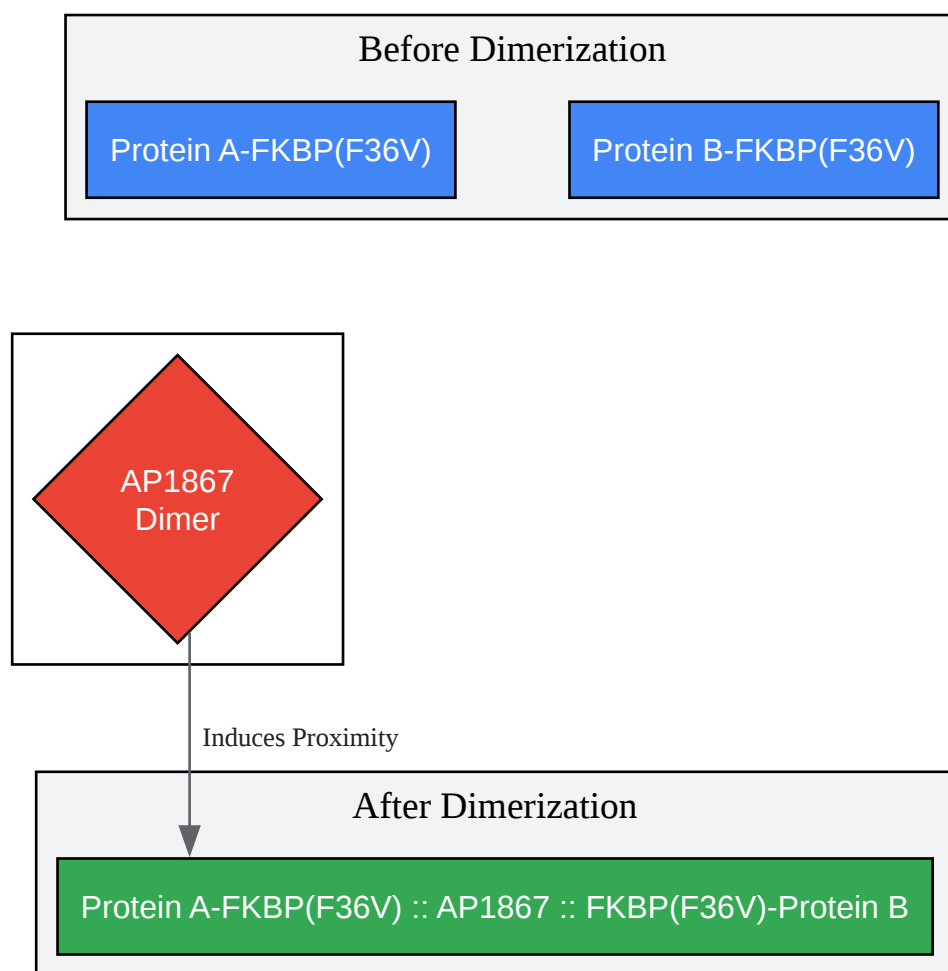 Before Dimerization
Protein A-FKBP(F36V)
Protein B-FKBP(F36V)
AP1867
Dimer
Induces Proximity
After Dimerization
Protein A-FKBP(F36V) :: AP1867 :: FKBP(F36V)-Protein B